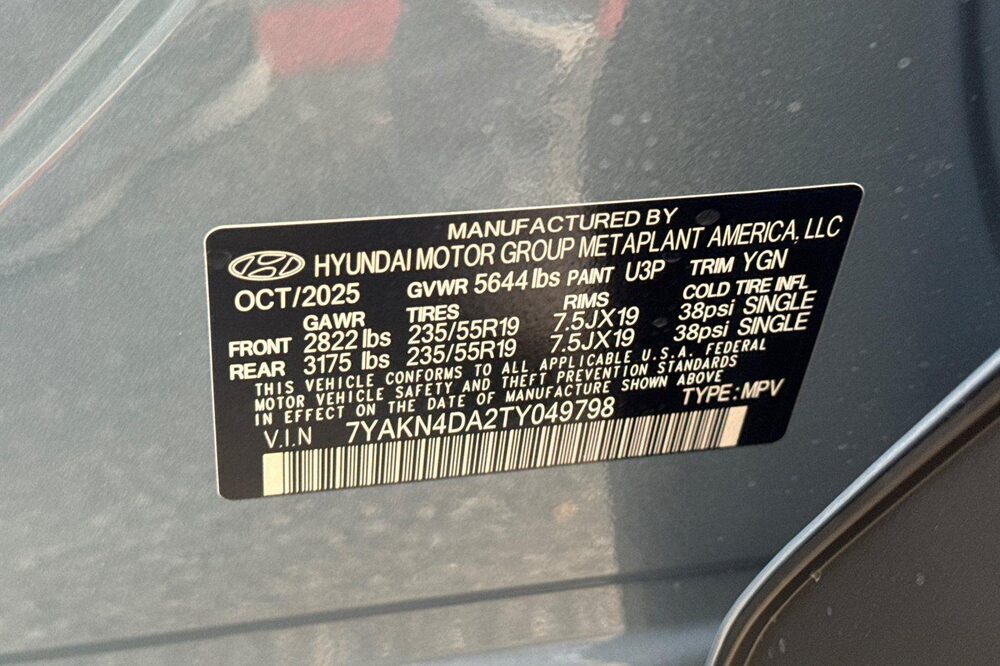 MANUFACTURED BY
HYUNDAI MOTOR GROUP METAPLANT AMERICA, LLC
OCT/2025 GVWR 5644 lbs PAINT U3P TRIM YGN
GAWR TIRES RIMS COLD TIRE INFL
FRONT 2822 lbs 235/55R19 7.5JX19 38psi SINGLE
REAR 3175 lbs 235/55R19 7.5JX19 38psi SINGLE
THIS VEHICLE CONFORMS TO ALL APPLICABLE U.S.A. FEDERAL
MOTOR VEHICLE SAFETY AND THEFT PREVENTION STANDARDS
IN EFFECT ON THE DATE OF MANUFACTURE SHOWN ABOVE
V.I.N 7YAKN4DA2TY049798 TYPE:MPV